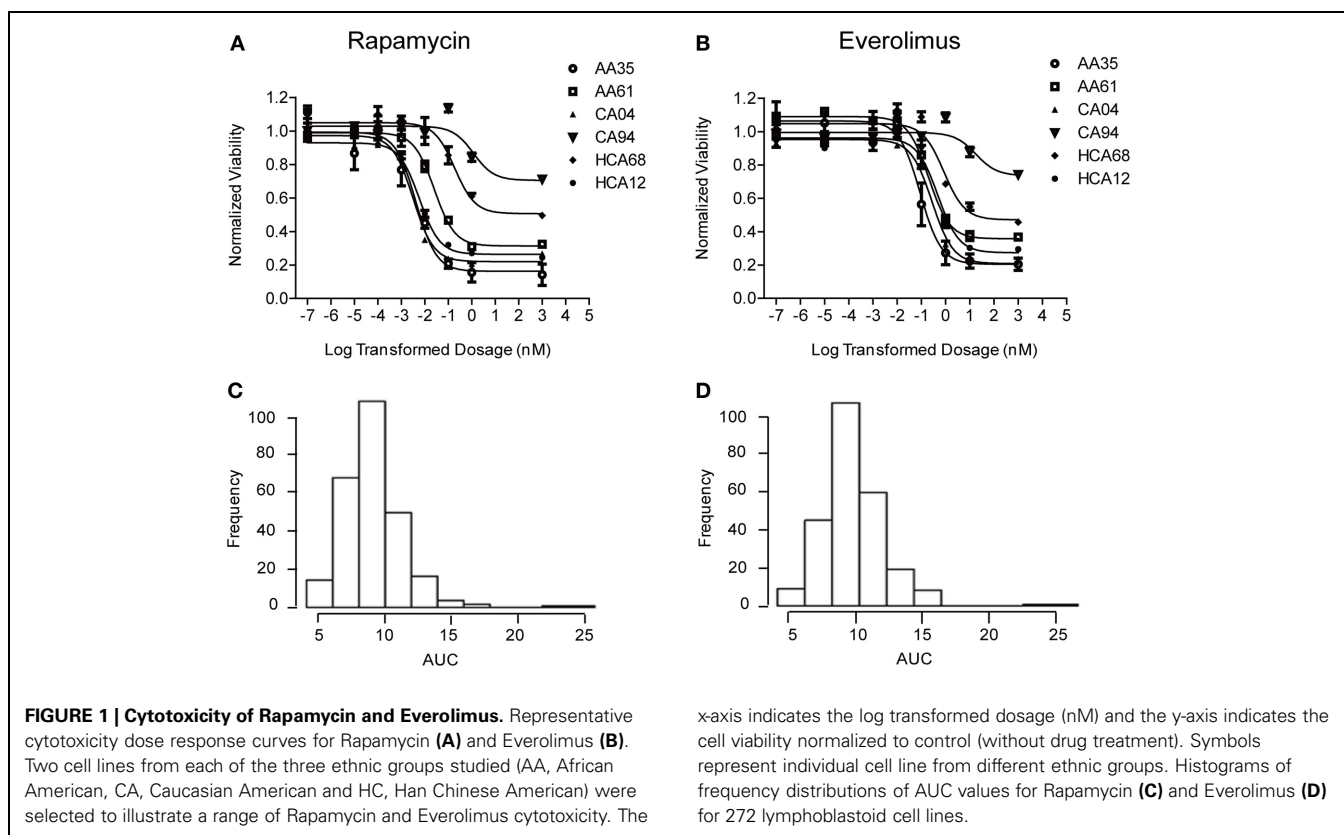 A
Rapamycin
AA35
AA61
CA04
CA94
HCA68
HCA12
Normalized Viability
1.2
1.0
0.8
0.6
0.4
0.2
0.0
-7 -6 -5 -4 -3 -2 -1 0 1 2 3 4 5
Log Transformed Dosage (nM)
B
Everolimus
AA35
AA61
CA04
CA94
HCA68
HCA12
Normalized Viability
1.2
1.0
0.8
0.6
0.4
0.2
0.0
-7 -6 -5 -4 -3 -2 -1 0 1 2 3 4 5
Log Transformed Dosage (nM)
C
Frequency
100
80
60
40
20
0
5 10 15 20 25
AUC
D
Frequency
100
80
60
40
20
0
5 10 15 20 25
AUC
FIGURE 1 | Cytotoxicity of Rapamycin and Everolimus. Representative
cytotoxicity dose response curves for Rapamycin (A) and Everolimus (B).
Two cell lines from each of the three ethnic groups studied (AA, African
American, CA, Caucasian American and HC, Han Chinese American) were
selected to illustrate a range of Rapamycin and Everolimus cytotoxicity. The
x-axis indicates the log transformed dosage (nM) and the y-axis indicates the
cell viability normalized to control (without drug treatment). Symbols
represent individual cell line from different ethnic groups. Histograms of
frequency distributions of AUC values for Rapamycin (C) and Everolimus (D)
for 272 lymphoblastoid cell lines.